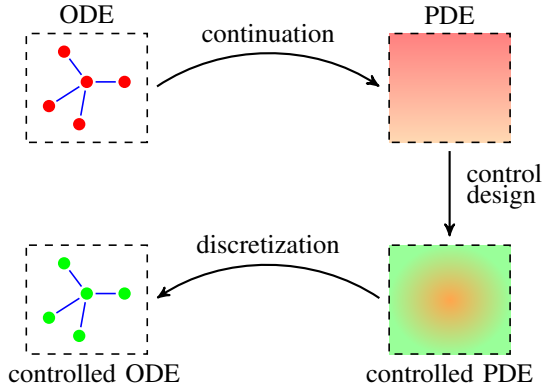 ODE
PDE
continuation
control
design
discretization
controlled ODE
controlled PDE